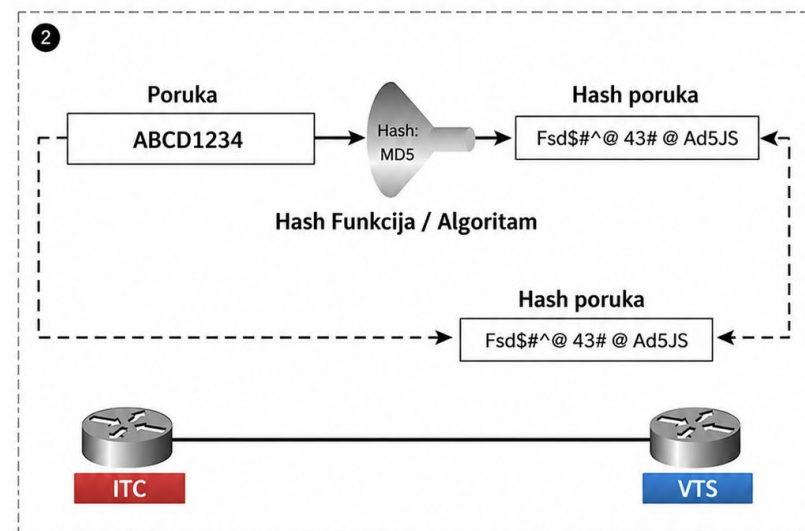 2
Poruka
ABCD1234
Hash:
MD5
Hash poruka
Fsd$#^@ 43# @ Ad5JS
Hash Funkcija / Algoritam
Hash poruka
Fsd$#^@ 43# @ Ad5JS
ITC
VTS